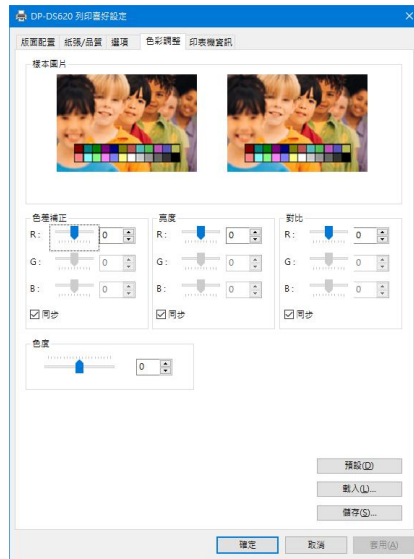 DP-DS620 列印喜好設定
版面配置 紙張/品質 選項 色彩調整 印表機資訊
樣本圖片
色差補正 亮度 對比
R: 0 R: 0 R: 0
G: 0 G: 0 G: 0
B: 0 B: 0 B: 0
同步 同步 同步
色度
0
預設(D)
載入(L)...
儲存(S)...
確定 取消 套用(A)